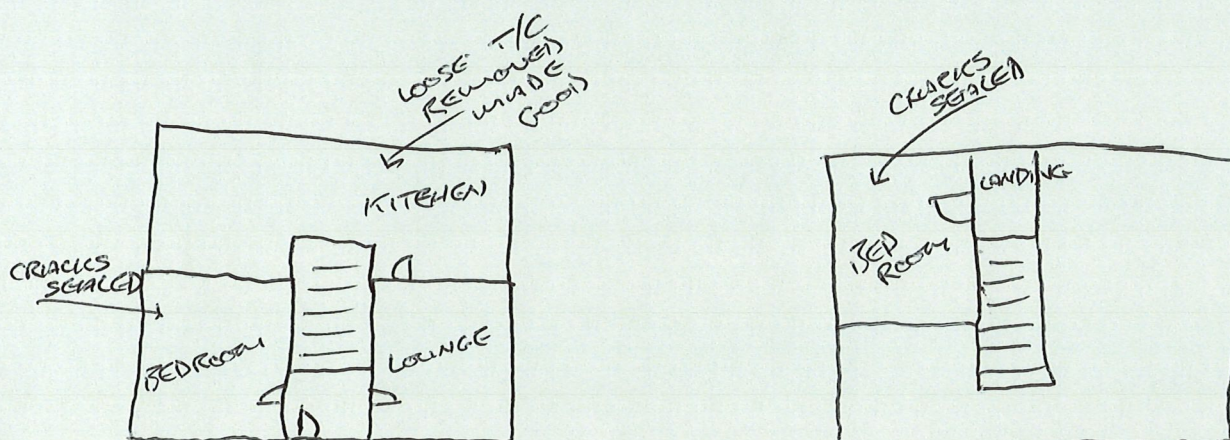 LOOSE T/C
REMOVED
MADE
GOOD
KITCHEN
CRACKS
SEALED
BEDROOM
LOUNGE
CRACKS
SEALED
LANDING
BED
ROOM